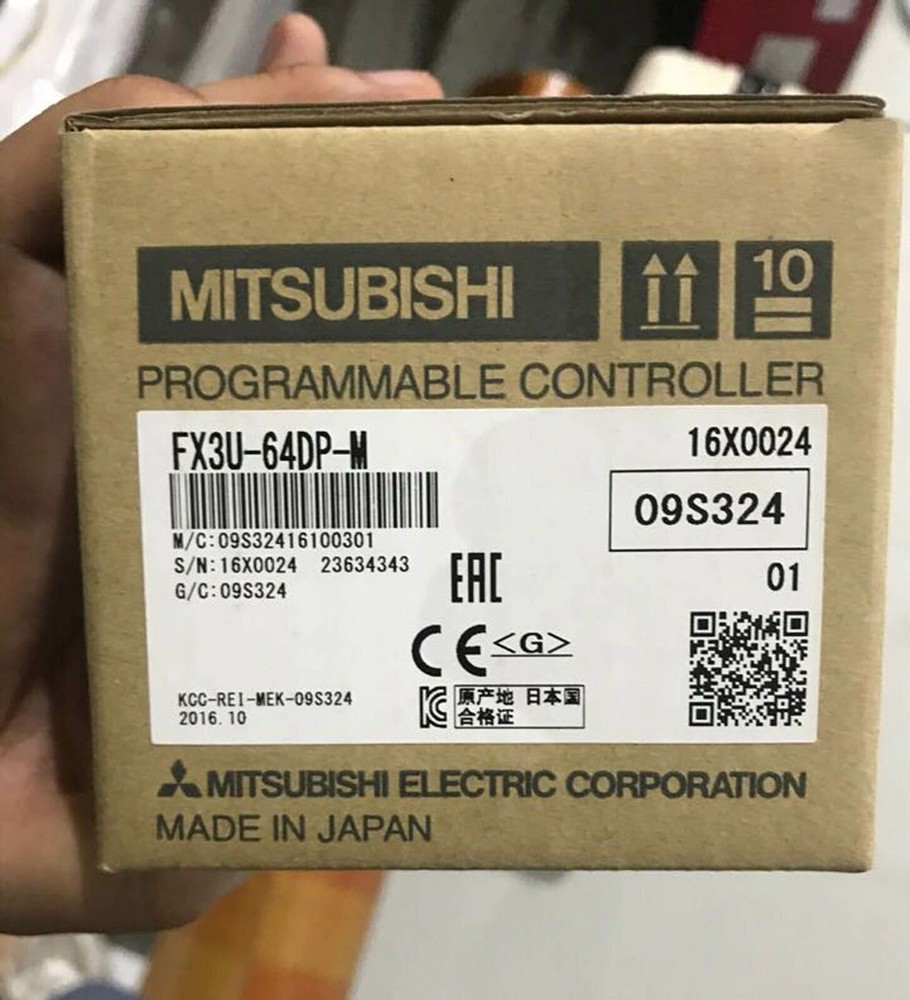 MITSUBISHI
10
PROGRAMMABLE CONTROLLER
FX3U-64DP-M
16X0024
09S324
M/C:09S32416100301
S/N:16X0024 23634343
G/C:09S324
EAC
01
CE <G>
KCC-REI-MEK-09S324
2016.10
原产地 日本国
合格证
MITSUBISHI ELECTRIC CORPORATION
MADE IN JAPAN